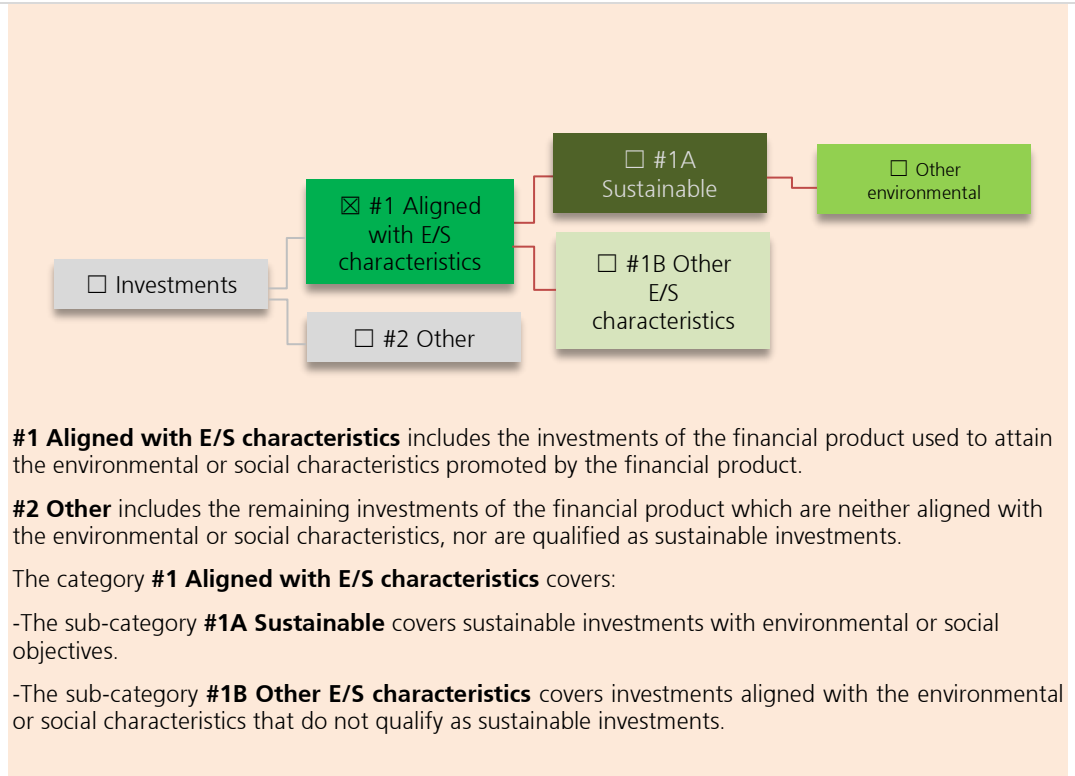 ☐ #1A
Sustainable
☐ Other
environmental
☒ #1 Aligned
with E/S
characteristics
☐ #1B Other
E/S
characteristics
☐ Investments
☐ #2 Other
#1 Aligned with E/S characteristics includes the investments of the financial product used to attain
the environmental or social characteristics promoted by the financial product.
#2 Other includes the remaining investments of the financial product which are neither aligned with
the environmental or social characteristics, nor are qualified as sustainable investments.
The category #1 Aligned with E/S characteristics covers:
-The sub-category #1A Sustainable covers sustainable investments with environmental or social
objectives.
-The sub-category #1B Other E/S characteristics covers investments aligned with the environmental
or social characteristics that do not qualify as sustainable investments.